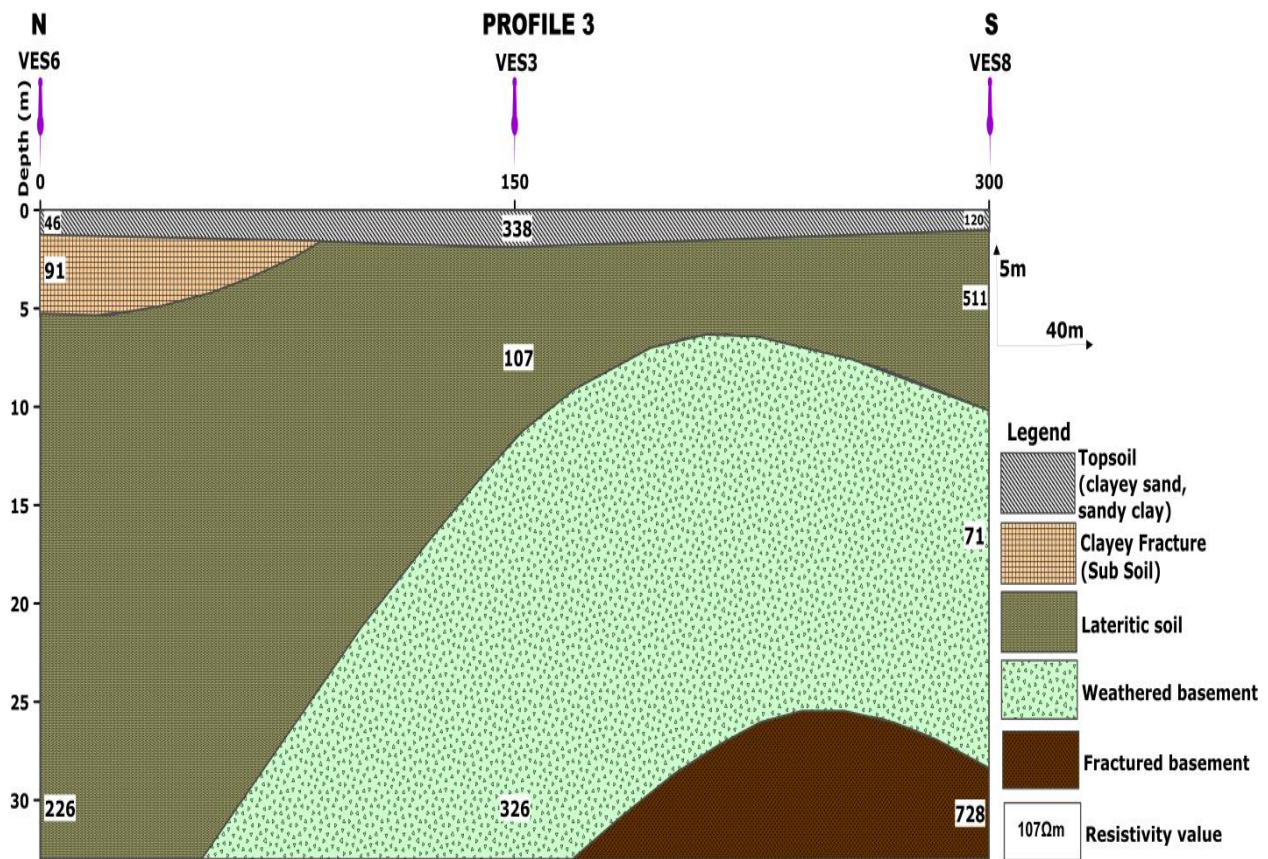 N PROFILE 3 S
VES6 VES3 VES8
Depth (m)
0 150 300
0
46 338 120
91
5m
5
511
40m
107
10
15
71
20
25
30
226 326 728
Legend
Topsoil
(clayey sand,
sandy clay)
Clayey Fracture
(Sub Soil)
Lateritic soil
Weathered basement
Fractured basement
107Ωm Resistivity value